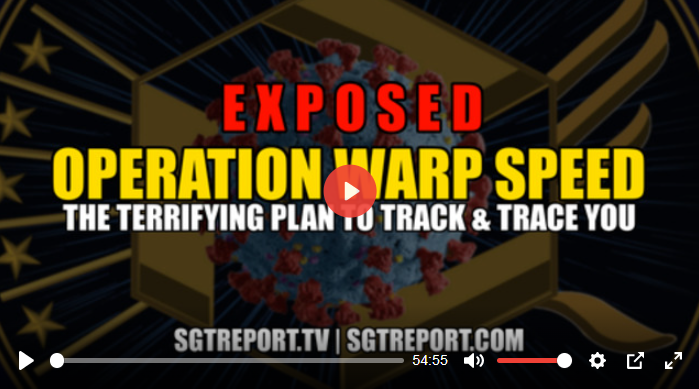 EXPOSED
OPERATION WARP SPEED
THE TERRIFYING PLAN TO TRACK & TRACE YOU
SGTREPORT.TV | SGTREPORT.COM
54:55